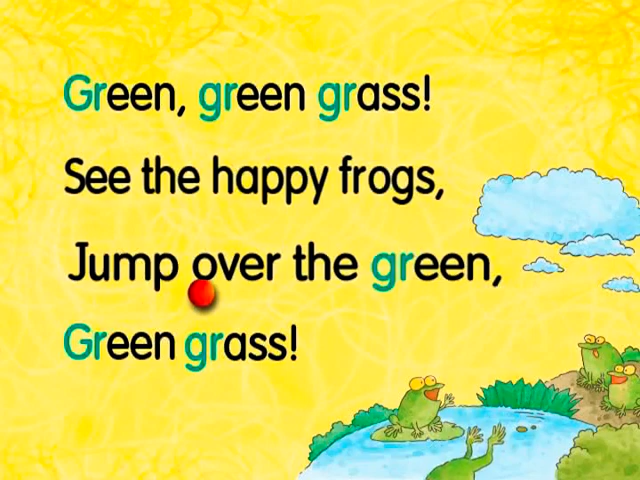 Green, green grass!
See the happy frogs,
Jump over the green,
Green grass!